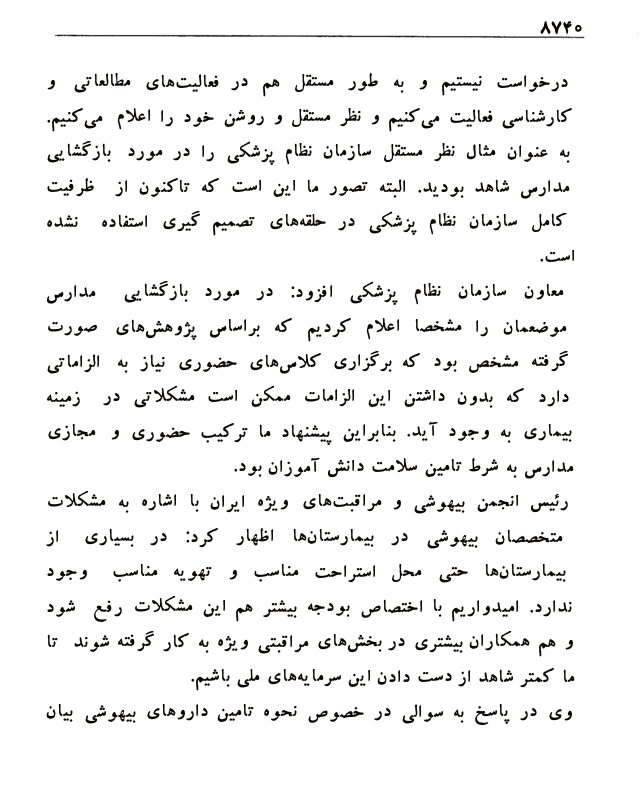 ۸۷۴۰
درخواست نیستیم و به طور مستقل هم در فعالیت‌های مطالعاتی و
کارشناسی فعالیت می‌کنیم و نظر مستقل و روشن خود را اعلام می‌کنیم.
به عنوان مثال نظر مستقل سازمان نظام پزشکی را در مورد بازگشایی
مدارس شاهد بودید. البته تصور ما این است که تاکنون از ظرفیت
کامل سازمان نظام پزشکی در حلقه‌های تصمیم گیری استفاده نشده
است.
معاون سازمان نظام پزشکی افزود: در مورد بازگشایی مدارس
موضعمان را مشخصا اعلام کردیم که براساس پژوهش‌های صورت
گرفته مشخص بود که برگزاری کلاس‌های حضوری نیاز به الزاماتی
دارد که بدون داشتن این الزامات ممکن است مشکلاتی در زمینه
بیماری به وجود آید. بنابراین پیشنهاد ما ترکیب حضوری و مجازی
مدارس به شرط تامین سلامت دانش آموزان بود.
رئیس انجمن بیهوشی و مراقبت‌های ویژه ایران با اشاره به مشکلات
متخصصان بیهوشی در بیمارستان‌ها اظهار کرد: در بسیاری از
بیمارستان‌ها حتی محل استراحت مناسب و تهویه مناسب وجود
ندارد. امیدواریم با اختصاص بودجه بیشتر هم این مشکلات رفع شود
و هم همکاران بیشتری در بخش‌های مراقبتی ویژه به کار گرفته شوند تا
ما کمتر شاهد از دست دادن این سرمایه‌های ملی باشیم.
وی در پاسخ به سوالی در خصوص نحوه تامین داروهای بیهوشی بیان